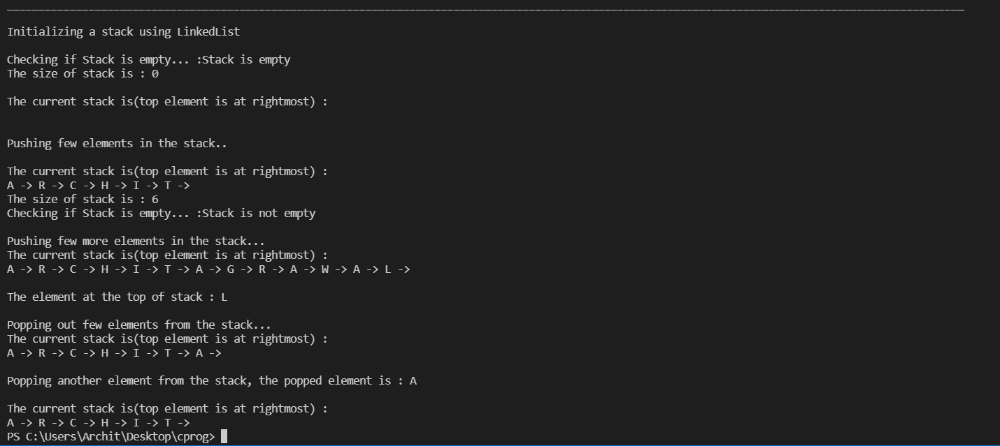 Initializing a stack using LinkedList
Checking if Stack is empty... :Stack is empty
The size of stack is : 0
The current stack is(top element is at rightmost) :
Pushing few elements in the stack..
The current stack is(top element is at rightmost) :
A -> R -> C -> H -> I -> T ->
The size of stack is : 6
Checking if Stack is empty... :Stack is not empty
Pushing few more elements in the stack...
The current stack is(top element is at rightmost) :
A -> R -> C -> H -> I -> T -> A -> G -> R -> A -> W -> A -> L ->
The element at the top of stack : L
Popping out few elements from the stack...
The current stack is(top element is at rightmost) :
A -> R -> C -> H -> I -> T -> A ->
Popping another element from the stack, the popped element is : A
The current stack is(top element is at rightmost) :
A -> R -> C -> H -> I -> T ->
PS C:\Users\Archit\Desktop\cprog>